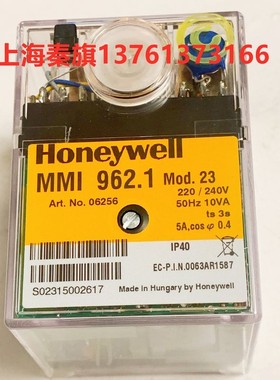 上海秦旗13761373166
Honeywell
MMI 962.1 Mod. 23
Art. No. 06256
220 / 240V
50Hz 10VA
ts 3s
5A,cos φ 0.4
IP40
EC-P.I.N.0063AR1587
S02315002617
Made in Hungary by Honeywell